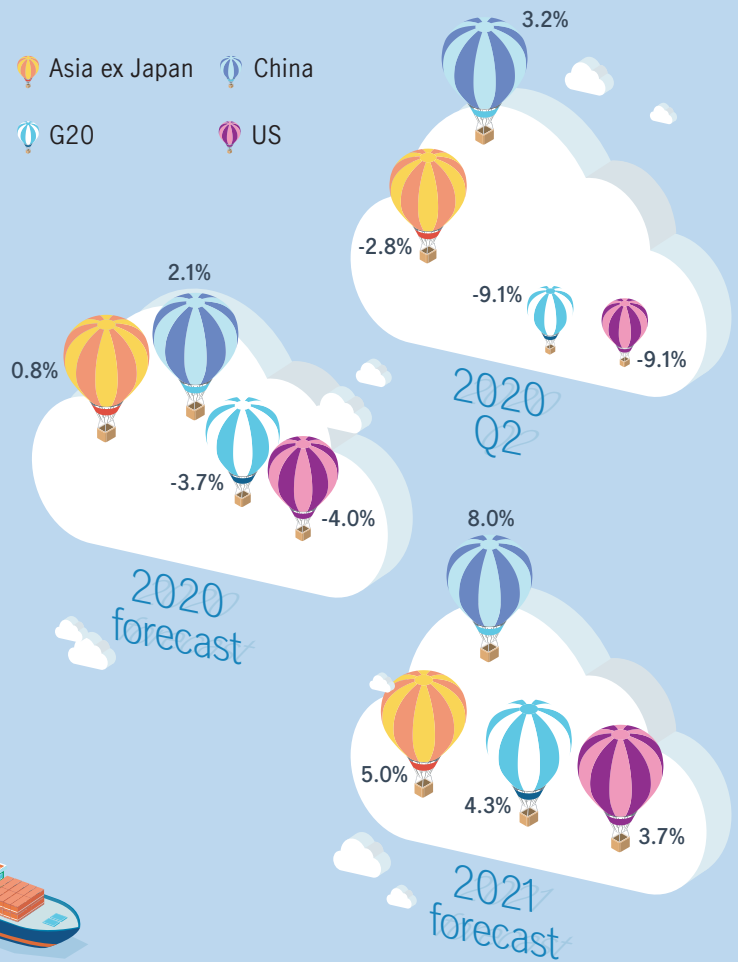 Asia ex Japan
China
G20
US
3.2%
-2.8%
-9.1%
-9.1%
2020
Q2
2.1%
0.8%
-3.7%
-4.0%
2020
forecast
8.0%
5.0%
4.3%
3.7%
2021
forecast